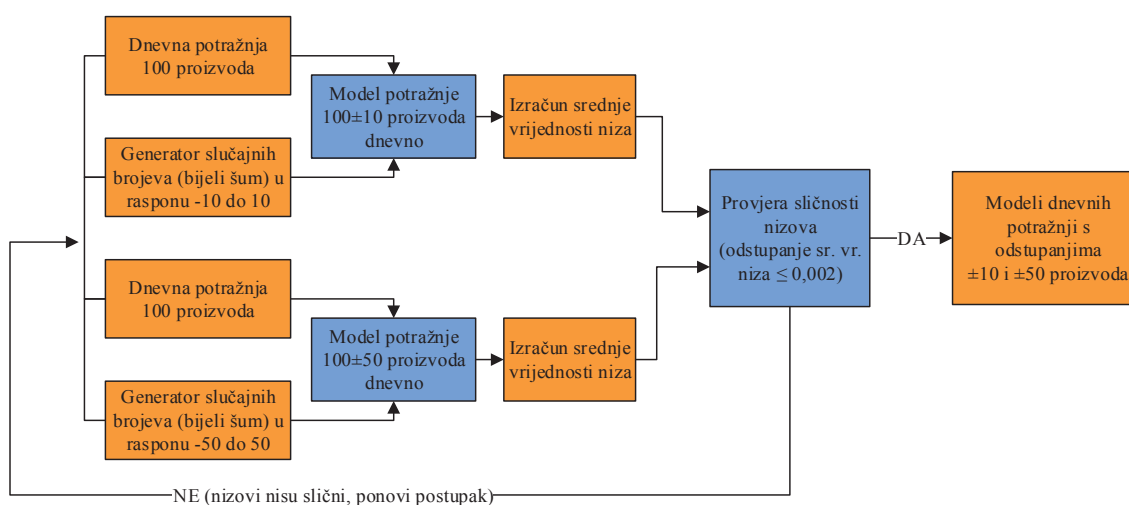 Dnevna potražnja
100 proizvoda
Generator slučajnih
brojeva (bijeli šum) u
rasponu -10 do 10
Model potražnje
100±10 proizvoda
dnevno
Izračun srednje
vrijednosti niza
Dnevna potražnja
100 proizvoda
Generator slučajnih
brojeva (bijeli šum) u
rasponu -50 do 50
Model potražnje
100±50 proizvoda
dnevno
Izračun srednje
vrijednosti niza
Provjera sličnosti
nizova
(odstupanje sr. vr.
niza ≤ 0,002)
DA
Modeli dnevnih
potražnji s
odstupanjima
±10 i ±50 proizvoda
NE (nizovi nisu slični, ponovi postupak)